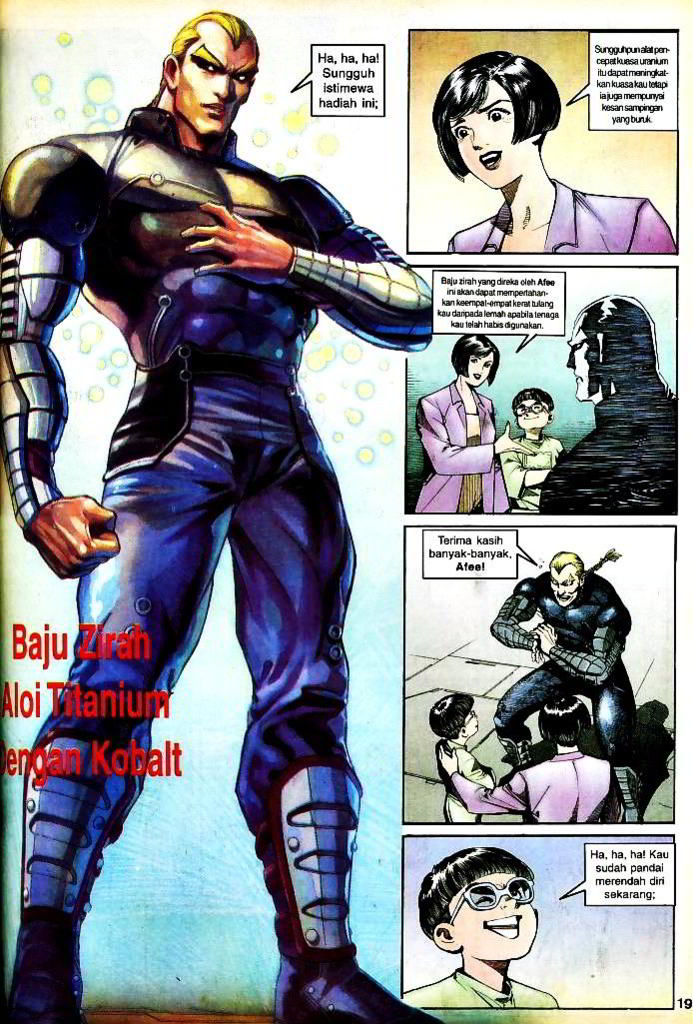 Ha, ha, ha!
Sungguh
istimewa
hadiah ini;
Baju Zirah
Aloi Titanium
Dengan Kobalt
Sungguhpun alat pen-
cepat kuasa uranium
itu dapat meningkat-
kan kuasa kau tetapi
ia juga mempunyai
kesan sampingan
yang buruk.
Baju zirah yang direka oleh Afee
ini akan dapat mempertahan-
kan keempat-empat kerat tulang
kau daripada lemah apabila tenaga
kau telah habis digunakan.
Terima kasih
banyak-banyak,
Afee!
Ha, ha, ha! Kau
sudah pandai
merendah diri
sekarang;
19